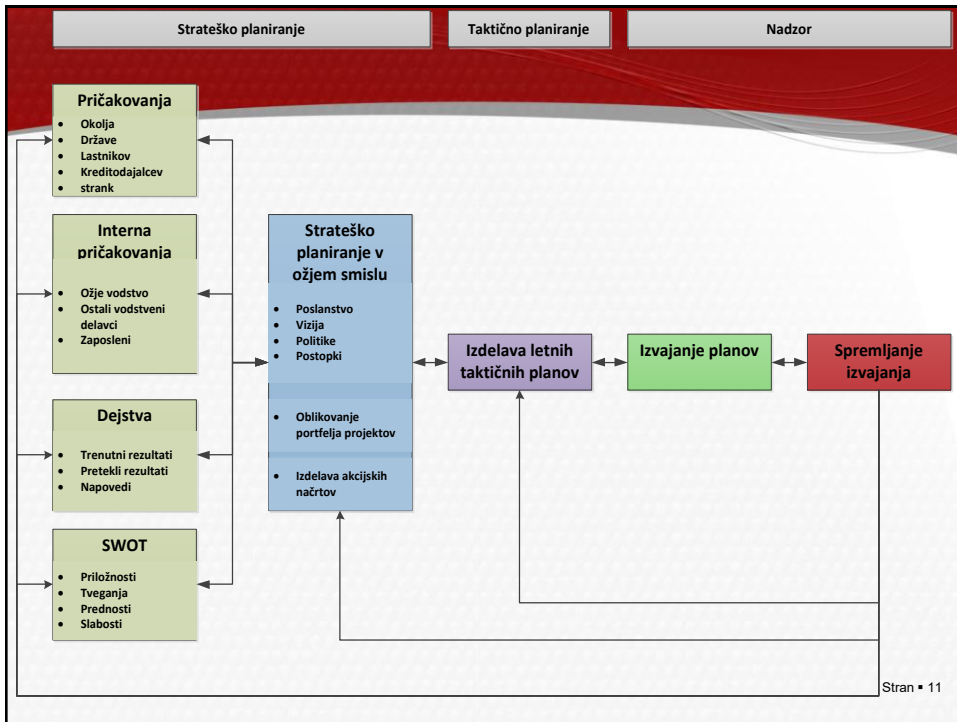 Strateško planiranje
Taktično planiranje
Nadzor
Pričakovanja
• Okolja
• Države
• Lastnikov
• Kreditodajalcev
• strank
Interna
pričakovanja
• Ožje vodstvo
• Ostali vodstveni
delavci
• Zaposleni
Dejstva
• Trenutni rezultati
• Pretekli rezultati
• Napovedi
SWOT
• Priložnosti
• Tveganja
• Prednosti
• Slabosti
Strateško
planiranje v
ožjem smislu
• Poslanstvo
• Vizija
• Politike
• Postopki
• Oblikovanje
portfelja projektov
• Izdelava akcijskih
načrtov
Izdelava letnih
taktičnih planov
Izvajanje planov
Spremljanje
izvajanja
Stran ▪ 11